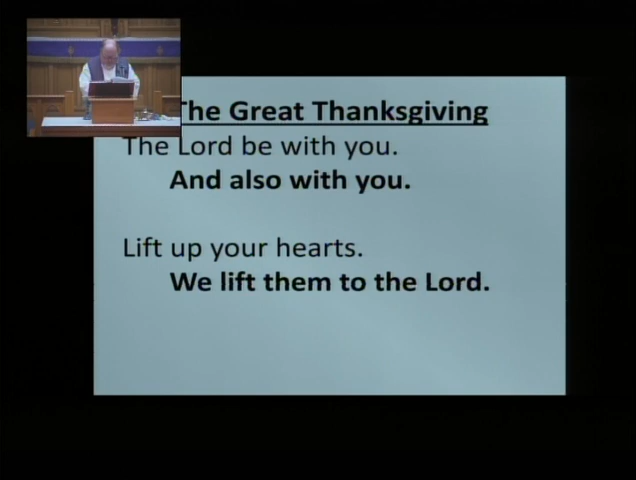 The Great Thanksgiving
The Lord be with you.
And also with you.
Lift up your hearts.
We lift them to the Lord.